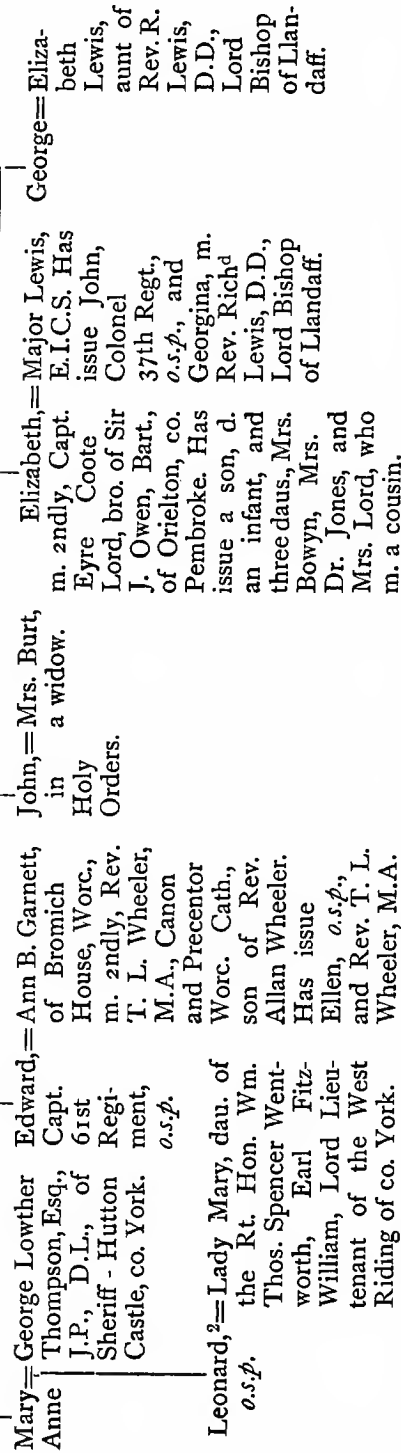 Mary=George Lowther
Anne Thompson, Esq.,
J.P., D.L., of
Sheriff-Hutton
Castle, co. York.
Leonard,²=Lady Mary, dau. of
o.s.p. the Rt. Hon. Wm.
Thos. Spencer Went-
worth, Earl Fitz-
William, Lord Lieu-
tenant of the West
Riding of co. York.
Edward,=Ann B. Garnett,
Capt. of Bromich
61st House, Worc.,
Regi- m. 2ndly, Rev.
ment, T. L. Wheeler,
o.s.p. M.A., Canon
and Precentor
Worc. Cath.,
son of Rev.
Allan Wheeler.
Has issue
Ellen, o.s.p.,
and Rev. T. L.
Wheeler, M.A.
John,=Mrs. Burt,
in a widow.
Holy
Orders.
Elizabeth,=Major Lewis,
m. 2ndly, Capt. E.I.C.S. Has
Eyre Coote issue John,
Lord, bro. of Sir Colonel
J. Owen, Bart., 37th Regt.,
of Orielton, co. o.s.p., and
Pembroke. Has Georgina, m.
issue a son, d. Rev. Richd
an infant, and Lewis, D.D.,
three daus., Mrs. Lord Bishop
Bowyn, Mrs. of Llandaff.
Dr. Jones, and
Mrs. Lord, who
m. a cousin.
George=Eliza-
beth
Lewis,
aunt of
Rev. R.
Lewis,
D.D.,
Lord
Bishop
of Llan-
daff.